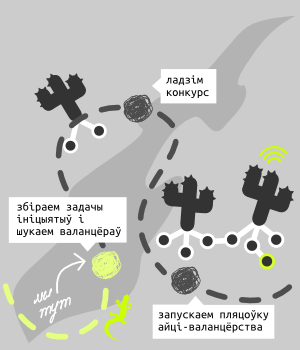 ладзім
конкурс
збіраем задачы
ініцыятыў і
шукаем валанцёраў
мы
тут
запускаем пляцоўку
айці-валанцёрства